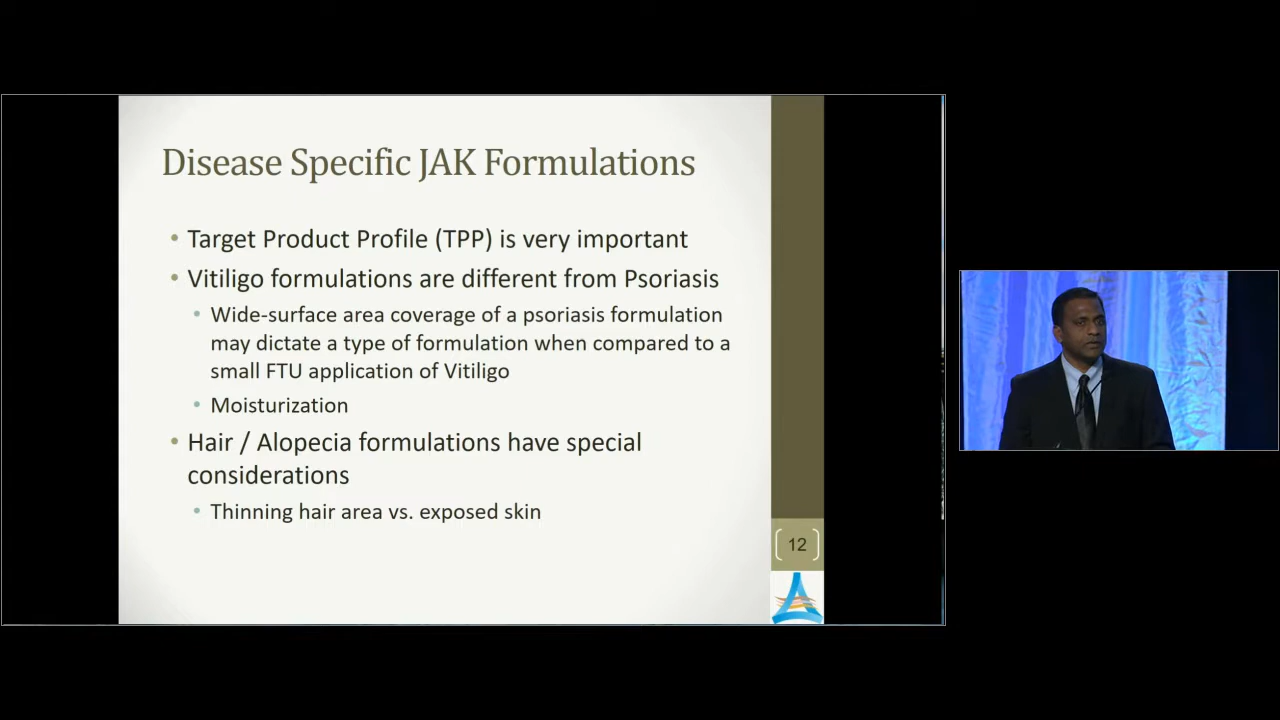 Disease Specific JAK Formulations
• Target Product Profile (TPP) is very important
• Vitiligo formulations are different from Psoriasis
• Wide-surface area coverage of a psoriasis formulation
may dictate a type of formulation when compared to a
small FTU application of Vitiligo
• Moisturization
• Hair / Alopecia formulations have special
considerations
• Thinning hair area vs. exposed skin
12